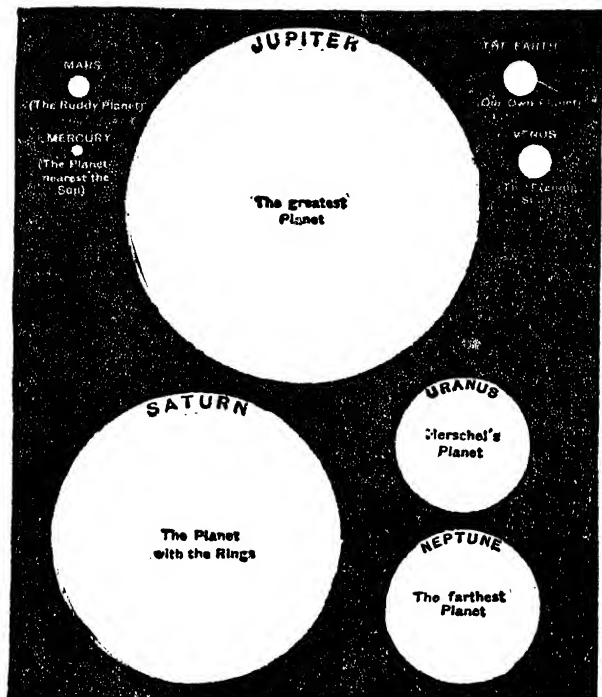 JUPITER
'The greatest'
Planet
MARS
(The Ruddy Planet)
MERCURY
(The Planet
nearest the
Sun)
THE EARTH
(Our Own Planet)
VENUS
SATURN
The Planet
with the Rings
URANUS
Herschel's
Planet
NEPTUNE
The farthest
Planet